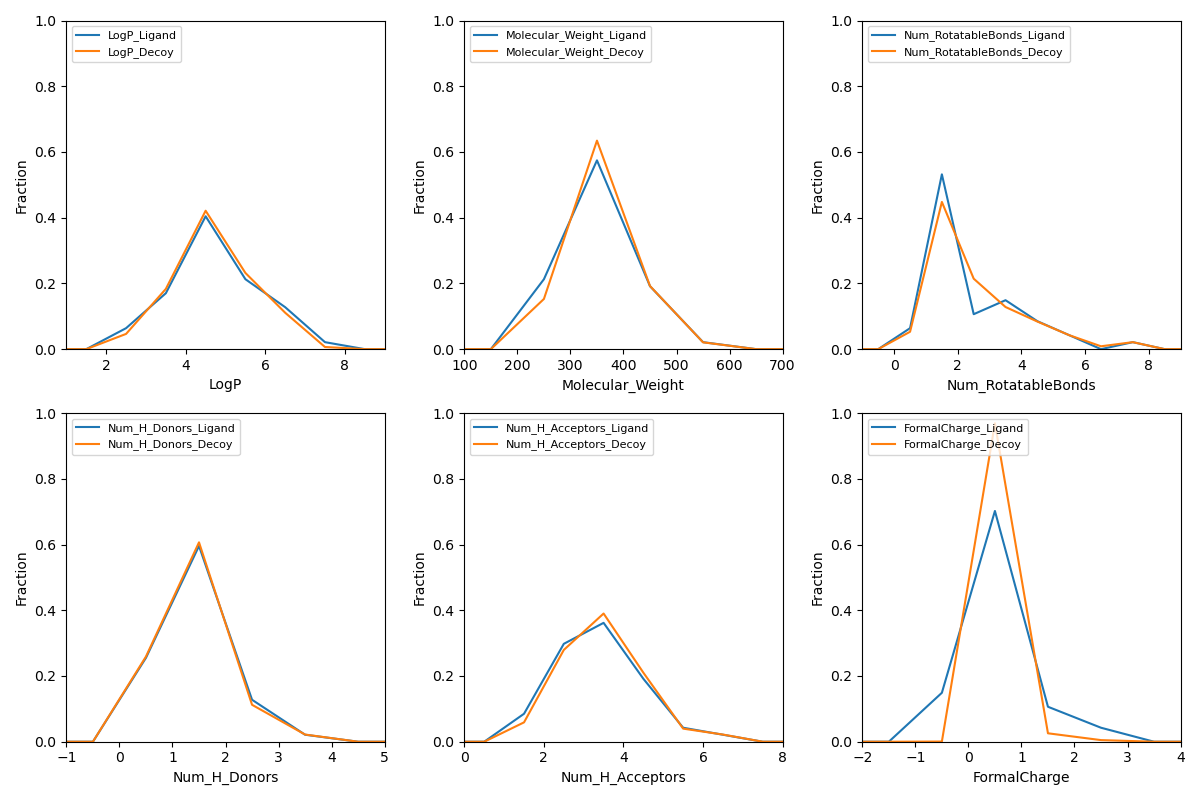 LogP_Ligand
LogP_Decoy
Fraction
1.0
0.8
0.6
0.4
0.2
0.0
2 4 6 8
LogP
Molecular_Weight_Ligand
Molecular_Weight_Decoy
Fraction
1.0
0.8
0.6
0.4
0.2
0.0
100 200 300 400 500 600 700
Molecular_Weight
Num_RotatableBonds_Ligand
Num_RotatableBonds_Decoy
Fraction
1.0
0.8
0.6
0.4
0.2
0.0
0 2 4 6 8
Num_RotatableBonds
Num_H_Donors_Ligand
Num_H_Donors_Decoy
Fraction
1.0
0.8
0.6
0.4
0.2
0.0
−1 0 1 2 3 4 5
Num_H_Donors
Num_H_Acceptors_Ligand
Num_H_Acceptors_Decoy
Fraction
1.0
0.8
0.6
0.4
0.2
0.0
0 2 4 6 8
Num_H_Acceptors
FormalCharge_Ligand
FormalCharge_Decoy
Fraction
1.0
0.8
0.6
0.4
0.2
0.0
−2 −1 0 1 2 3 4
FormalCharge